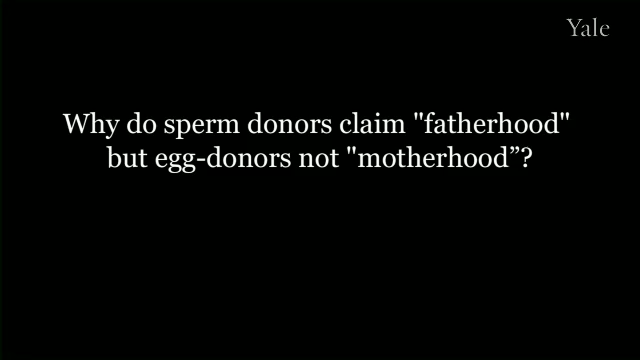 Yale
Why do sperm donors claim "fatherhood"
but egg-donors not "motherhood”?